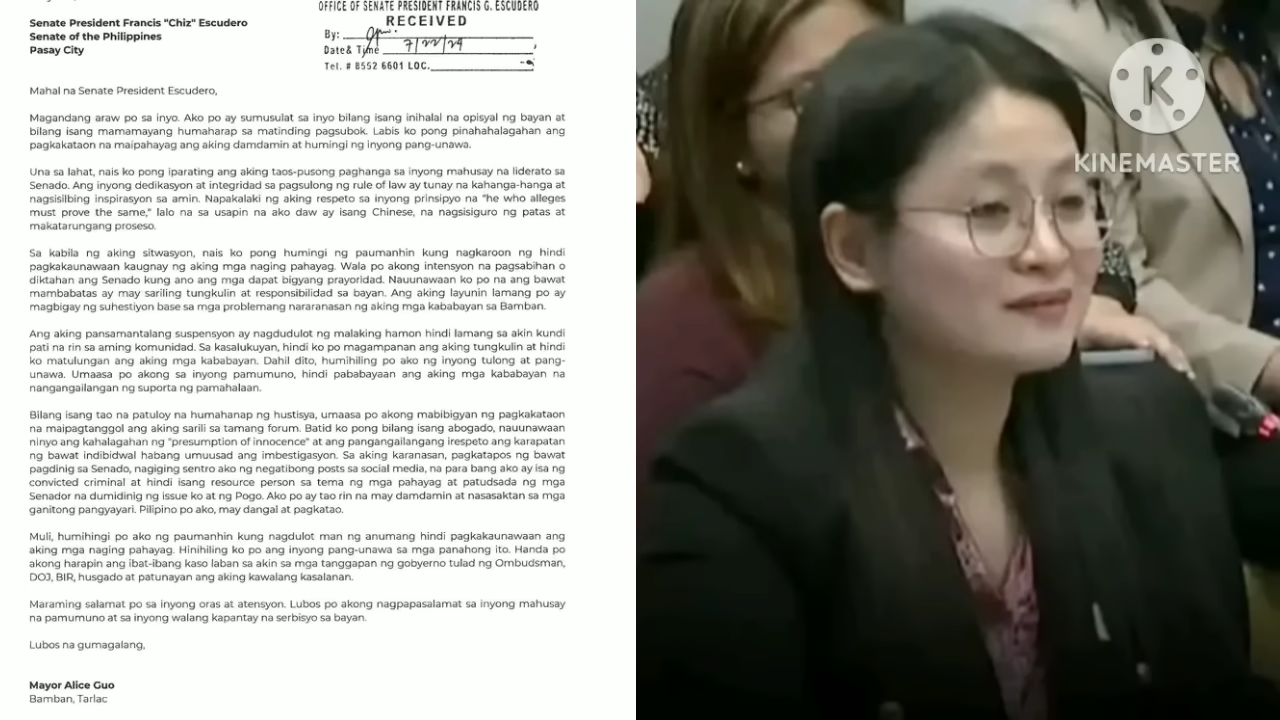 OFFICE OF SENATE PRESIDENT FRANCIS G. ESCUDERO
RECEIVED
By:
Date & Time 7/22/24
Tel. # 8552 6601 LOC.
Senate President Francis "Chiz" Escudero
Senate of the Philippines
Pasay City
Mahal na Senate President Escudero,
Magandang araw po sa inyo. Ako po ay sumusulat sa inyo bilang isang inihalal na opisyal ng bayan at
bilang isang mamamayang humaharap sa matinding pagsubok. Labis ko pong pinahahalagahan ang
pagkakataon na maipahayag ang aking damdamin at humingi ng inyong pang-unawa.
Una sa lahat, nais ko pong iparating ang aking taos-pusong paghanga sa inyong mahusay na liderato sa
Senado. Ang inyong dedikasyon at integridad sa pagsulong ng rule of law ay tunay na kahanga-hanga at
nagsisilbing inspirasyon sa amin. Napakalaki ng aking respeto sa inyong prinsipyo na "he who alleges
must prove the same," lalo na sa usapin na ako daw ay isang Chinese, na nagsisiguro ng patas at
makatarungang proseso.
Sa kabila ng aking sitwasyon, nais ko pong humingi ng paumanhin kung nagkaroon ng hindi
pagkakaunawaan kaugnay ng aking mga naging pahayag. Wala po akong intensyon na pagsabihan o
diktahan ang Senado kung ano ang mga dapat bigyang prayoridad. Nauunawaan ko po na ang bawat
mambabatas ay may sariling tungkulin at responsibilidad sa bayan. Ang aking layunin lamang po ay
magbigay ng suhestiyon base sa mga problemang nararanasan ng aking mga kababayan sa Bamban.
Ang aking pansamantalang suspensyon ay nagdudulot ng malaking hamon hindi lamang sa akin kundi
pati na rin sa aming komunidad. Sa kasalukuyan, hindi ko po magampanan ang aking tungkulin at hindi
ko matulungan ang aking mga kababayan. Dahil dito, humihiling po ako ng inyong tulong at pang-
unawa. Umaasa po akong sa inyong pamumuno, hindi pababayaan ang aking mga kababayan na
nangangailangan ng suporta ng pamahalaan.
Bilang isang tao na patuloy na humahanap ng hustisya, umaasa po akong mabibigyan ng pagkakataon
na maipagtanggol ang aking sarili sa tamang forum. Batid ko pong bilang isang abogado, nauunawaan
ninyo ang kahalagahan ng "presumption of innocence" at ang pangangailangang irespeto ang karapatan
ng bawat indibidwal habang umuusad ang imbestigasyon. Sa aking karanasan, pagkatapos ng bawat
pagdinig sa Senado, nagiging sentro ako ng negatibong posts sa social media, na para bang ako ay isa ng
convicted criminal at hindi isang resource person sa tema ng mga pahayag at patudsada ng mga
Senador na dumidinig ng issue ko at ng Pogo. Ako po ay tao rin na may damdamin at nasasaktan sa mga
ganitong pangyayari. Pilipino po ako, may dangal at pagkatao.
Muli, humihingi po ako ng paumanhin kung nagdulot man ng anumang hindi pagkakaunawaan ang
aking mga naging pahayag. Hinihiling ko po ang inyong pang-unawa sa mga panahong ito. Handa po
akong harapin ang ibat-ibang kaso laban sa akin sa mga tanggapan ng gobyerno tulad ng Ombudsman,
DOJ, BIR, husgado at patunayan ang aking kawalang kasalanan.
Maraming salamat po sa inyong oras at atensyon. Lubos po akong nagpapasalamat sa inyong mahusay
na pamumuno at sa inyong walang kapantay na serbisyo sa bayan.
Lubos na gumagalang,
Mayor Alice Guo
Bamban, Tarlac
K
KINEMASTER